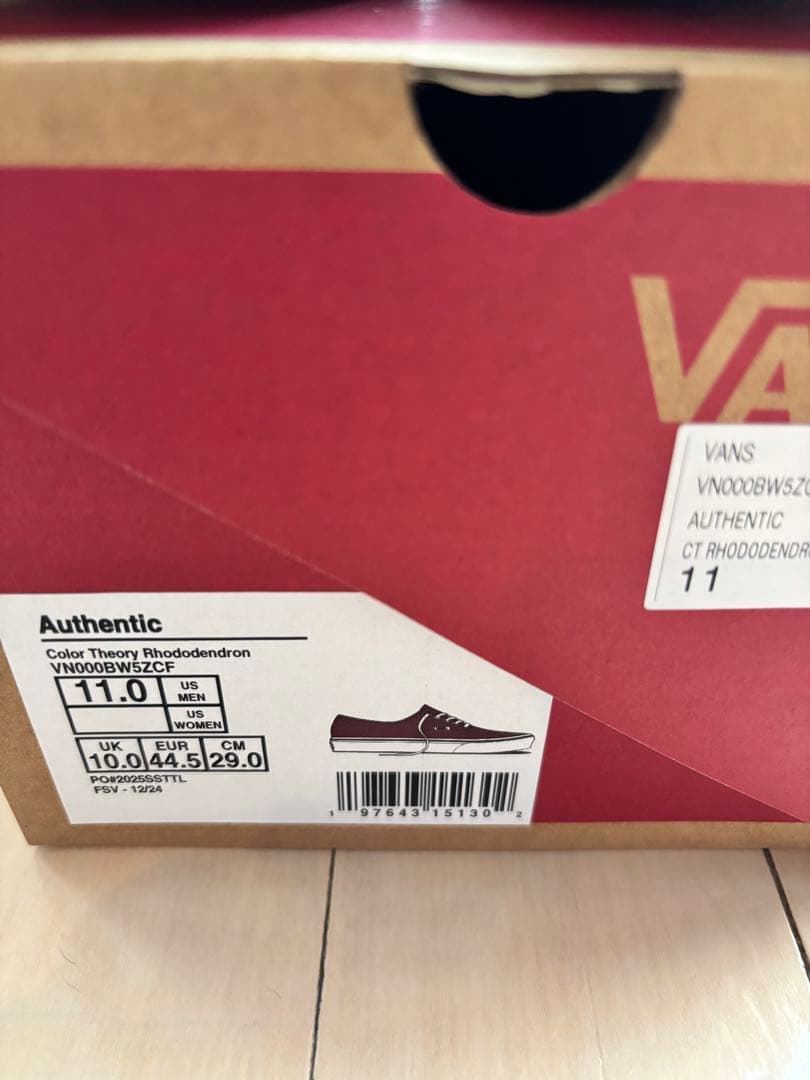 VA
VANS
VN000BW5Z
AUTHENTIC
CT RHODODENDR
11
Authentic
Color Theory Rhododendron
VN000BW5ZCF
11.0 US MEN
US WOMEN
UK EUR CM
10.0 44.5 29.0
PO#2025SSTTL
FSV - 12/24
1 97643 15130 2